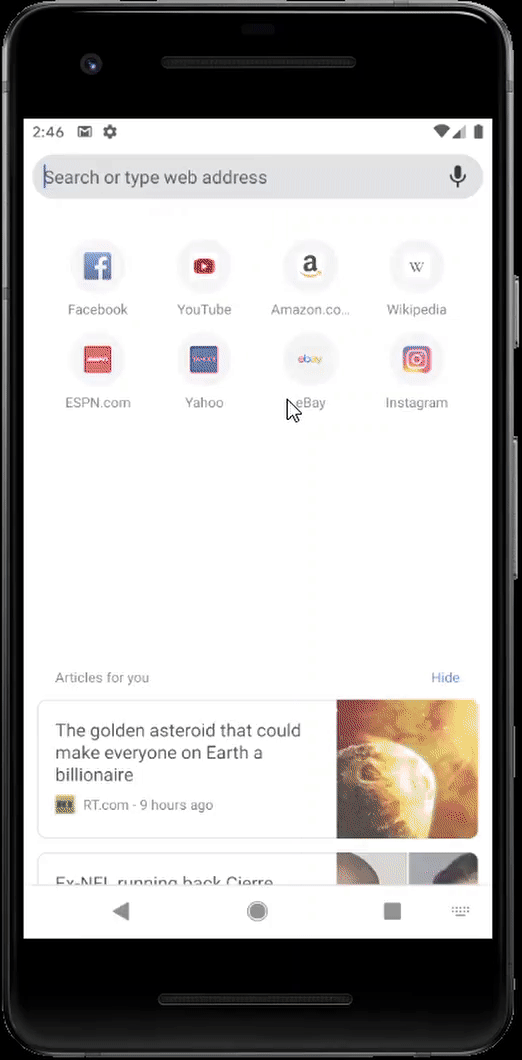 2:46
Search or type web address
Facebook
YouTube
Amazon.co...
Wikipedia
ESPN.com
Yahoo
eBay
Instagram
Articles for you
Hide
The golden asteroid that could
make everyone on Earth a
billionaire
RT.com - 9 hours ago
Ex-NFL running back Cierre